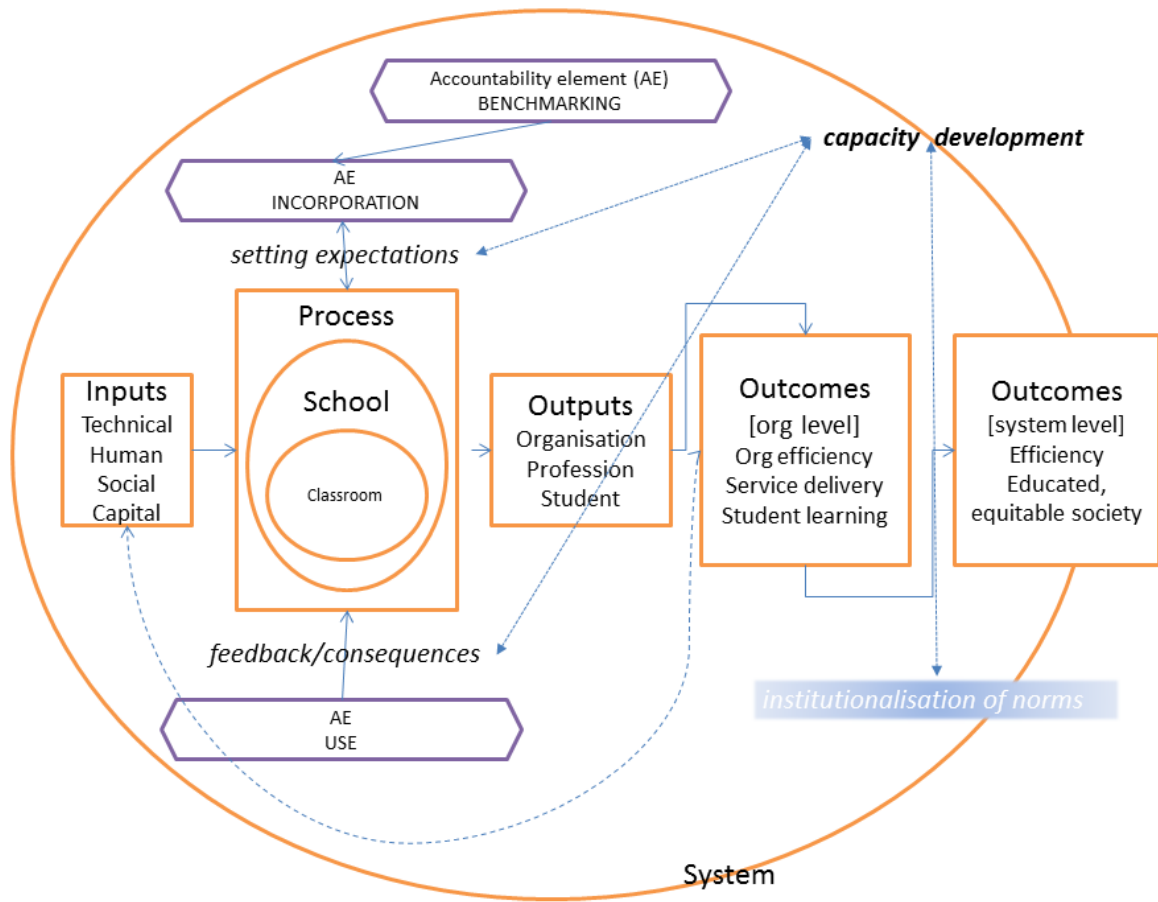 Accountability element (AE)
BENCHMARKING
capacity development
AE
INCORPORATION
setting expectations
Process
School
Classroom
Inputs
Technical
Human
Social
Capital
Outputs
Organisation
Profession
Student
Outcomes
[org level]
Org efficiency
Service delivery
Student learning
Outcomes
[system level]
Efficiency
Educated,
equitable society
feedback/consequences
institutionalisation of norms
AE
USE
System